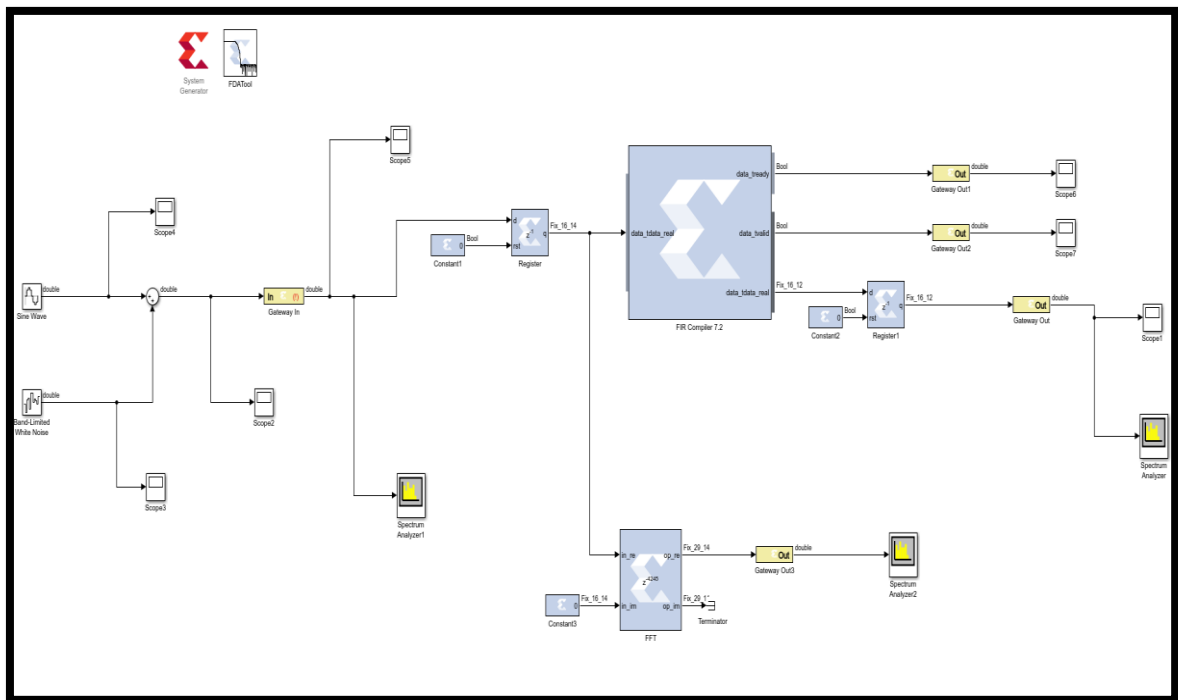 System
Generator
FDATool
Scope5
Bool
data_tready
Out
Gateway Out1
double
Scope6
Scope4
d
rst
q
z-1
Register
Fix_16_14
Bool
0
Constant1
data_tdata_real
data_tvalid
Bool
Out
Gateway Out2
double
Scope7
double
Sine Wave
double
In
Gateway In
double
data_tdata_real
Fix_16_12
FIR Compiler 7.2
Bool
0
Constant2
d
rst
q
z-1
Register1
Fix_16_12
Out
Gateway Out
double
Scope1
double
Band-Limited
White Noise
Scope2
Scope3
Spectrum
Analyzer1
Spectrum
Analyzer
in_re
in_im
op_re
op_im
FFT
Fix_29_14
Out
Gateway Out3
double
Spectrum
Analyzer2
Fix_16_14
0
Constant3
Terminator